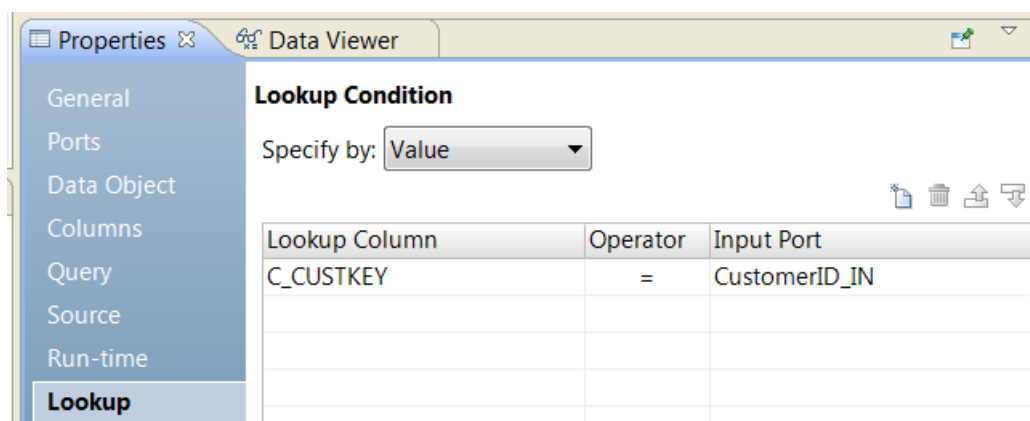 Properties Data Viewer
General
Ports
Data Object
Columns
Query
Source
Run-time
Lookup
Lookup Condition
Specify by: Value
Lookup Column Operator Input Port
C_CUSTKEY = CustomerID_IN